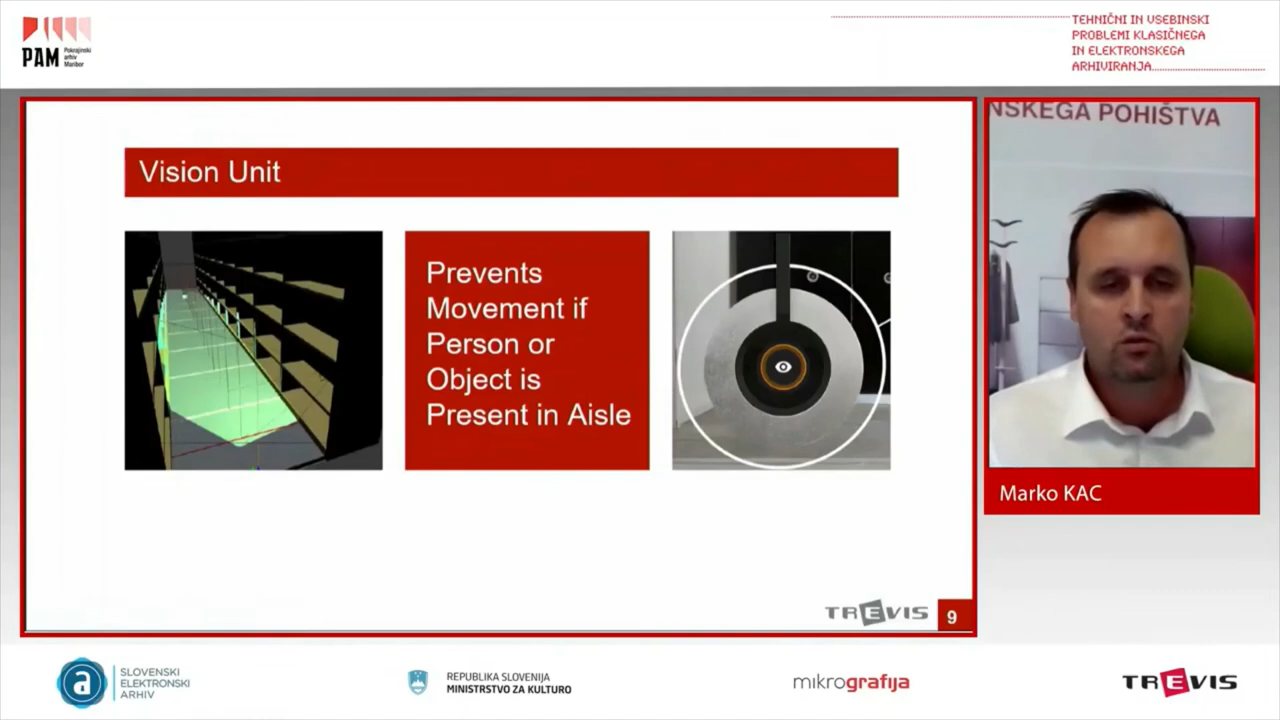 PAM
Pokrajinski
arhiv
Maribor
TEHNIČNI IN VSEBINSKI
PROBLEMI KLASIČNEGA
IN ELEKTRONSKEGA
ARHIVIRANJA
NSKEGA POHIŠTVA
Vision Unit
Prevents
Movement if
Person or
Object is
Present in Aisle
Marko KAC
TREVIS
9
a
SLOVENSKI
ELEKTRONSKI
ARHIV
REPUBLIKA SLOVENIJA
MINISTRSTVO ZA KULTURO
mikrografija
TREVIS